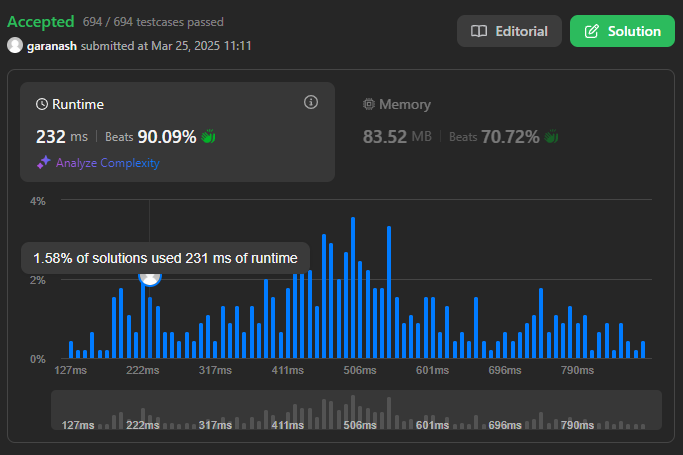 Accepted 694 / 694 testcases passed
garanash submitted at Mar 25, 2025 11:11
Editorial
Solution
Runtime
232 ms | Beats 90.09%
Analyze Complexity
Memory
83.52 MB | Beats 70.72%
4%
1.58% of solutions used 231 ms of runtime
2%
0%
127ms 222ms 317ms 411ms 506ms 601ms 696ms 790ms
127ms 222ms 317ms 411ms 506ms 601ms 696ms 790ms